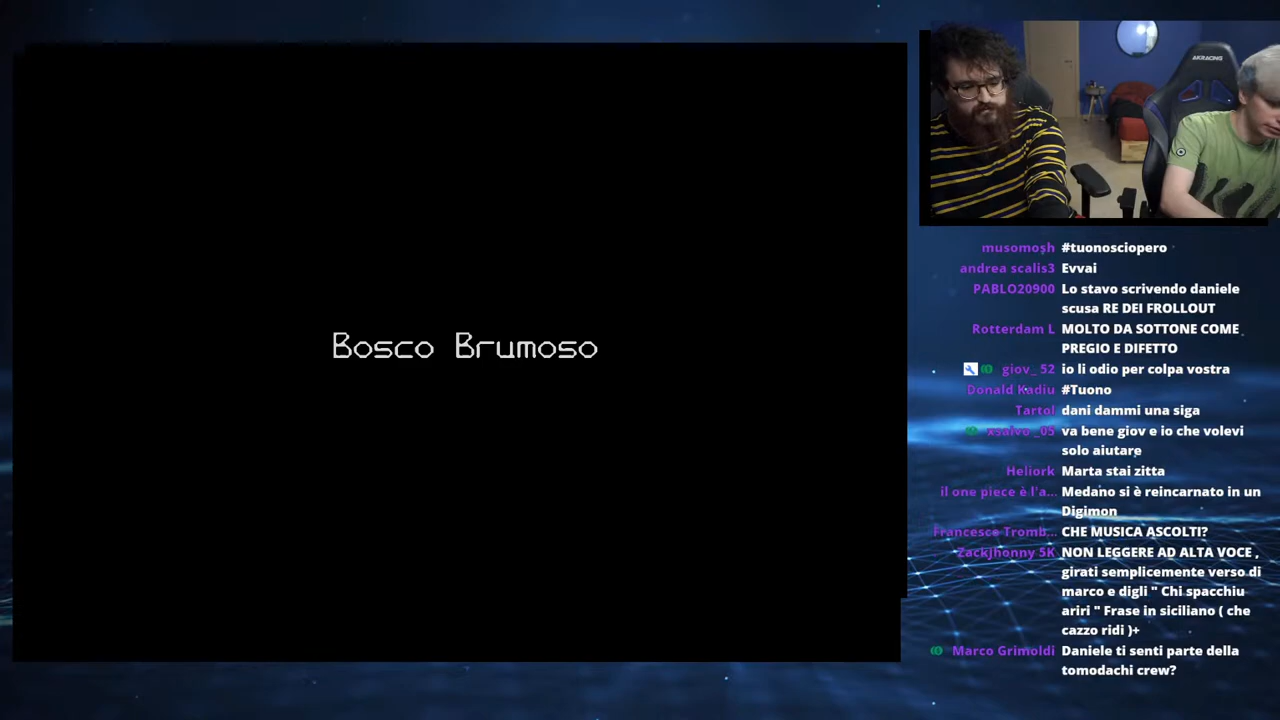 Bosco Brumoso
AKRACING
musomosh #tuonosciopero
andrea scalis3 Evvai
PABLO20900 Lo stavo scrivendo daniele
scusa RE DEI FROLLOUT
Rotterdam L MOLTO DA SOTTONE COME
PREGIO E DIFETTO
giov_ 52 io li odio per colpa vostra
Donald Kadiu #Tuono
Tartol dani dammi una siga
xsalvo _05 va bene giov e io che volevi
solo aiutare
Heliork Marta stai zitta
il one piece è l'a... Medano si è reincarnato in un
Digimon
Francesco Tromb... CHE MUSICA ASCOLTI?
Zackjhonny 5K NON LEGGERE AD ALTA VOCE ,
girati semplicemente verso di
marco e digli " Chi spacchiu
ariri " Frase in siciliano ( che
cazzo ridi )+
Marco Grimoldi Daniele ti senti parte della
tomodachi crew?